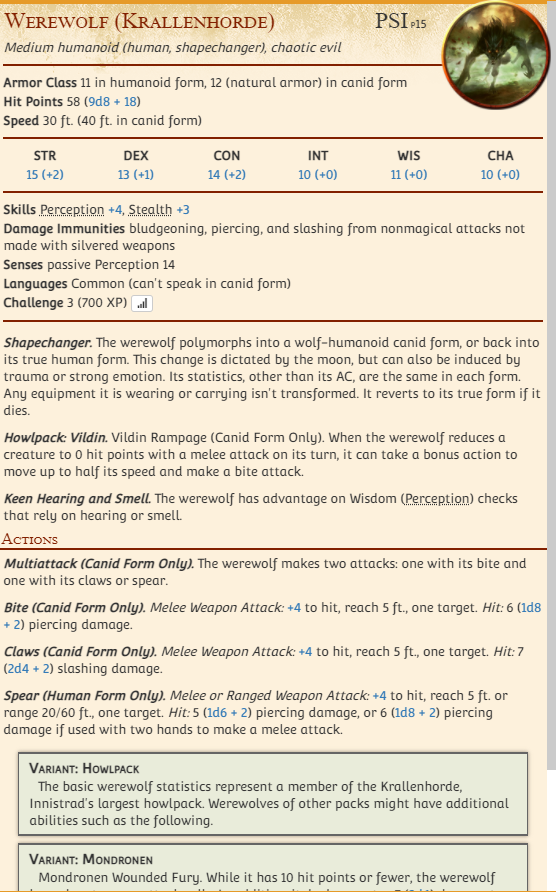 Werewolf (Krallenhorde) PSI p15
Medium humanoid (human, shapechanger), chaotic evil
Armor Class 11 in humanoid form, 12 (natural armor) in canid form
Hit Points 58 (9d8 + 18)
Speed 30 ft. (40 ft. in canid form)
STR DEX CON INT WIS CHA
15 (+2) 13 (+1) 14 (+2) 10 (+0) 11 (+0) 10 (+0)
Skills Perception +4, Stealth +3
Damage Immunities bludgeoning, piercing, and slashing from nonmagical attacks not
made with silvered weapons
Senses passive Perception 14
Languages Common (can't speak in canid form)
Challenge 3 (700 XP)
Shapechanger. The werewolf polymorphs into a wolf-humanoid canid form, or back into
its true human form. This change is dictated by the moon, but can also be induced by
trauma or strong emotion. Its statistics, other than its AC, are the same in each form.
Any equipment it is wearing or carrying isn't transformed. It reverts to its true form if it
dies.
Howlpack: Vildin. Vildin Rampage (Canid Form Only). When the werewolf reduces a
creature to 0 hit points with a melee attack on its turn, it can take a bonus action to
move up to half its speed and make a bite attack.
Keen Hearing and Smell. The werewolf has advantage on Wisdom (Perception) checks
that rely on hearing or smell.
Actions
Multiattack (Canid Form Only). The werewolf makes two attacks: one with its bite and
one with its claws or spear.
Bite (Canid Form Only). Melee Weapon Attack: +4 to hit, reach 5 ft., one target. Hit: 6 (1d8
+ 2) piercing damage.
Claws (Canid Form Only). Melee Weapon Attack: +4 to hit, reach 5 ft., one target. Hit: 7
(2d4 + 2) slashing damage.
Spear (Human Form Only). Melee or Ranged Weapon Attack: +4 to hit, reach 5 ft. or
range 20/60 ft., one target. Hit: 5 (1d6 + 2) piercing damage, or 6 (1d8 + 2) piercing
damage if used with two hands to make a melee attack.
Variant: Howlpack
The basic werewolf statistics represent a member of the Krallenhorde,
Innistrad's largest howlpack. Werewolves of other packs might have additional
abilities such as the following.
Variant: Mondronen
Mondronen Wounded Fury. While it has 10 hit points or fewer, the werewolf